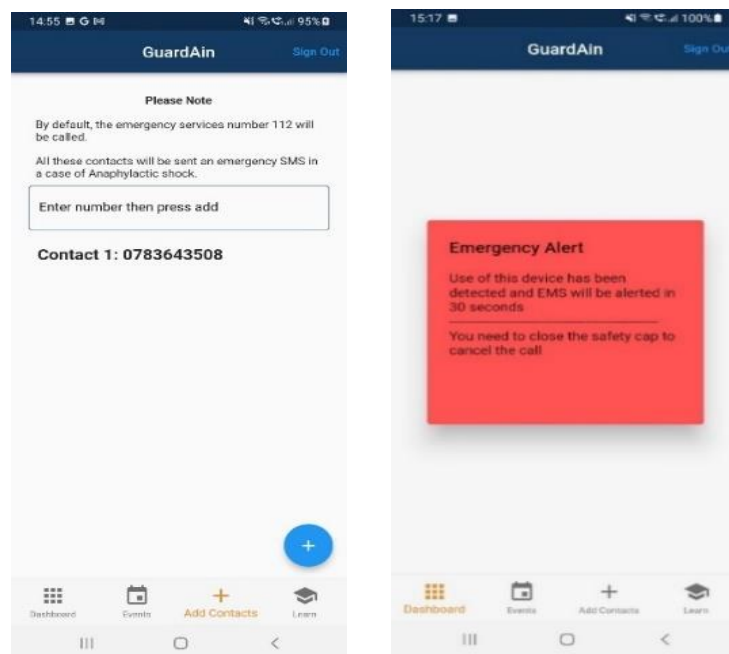 14:55 G M 95%
GuardAin Sign Out
Please Note
By default, the emergency services number 112 will
be called.
All these contacts will be sent an emergency SMS in
a case of Anaphylactic shock.
Enter number then press add
Contact 1: 0783643508
+
Dashboard Events Add Contacts Learn
15:17 100%
GuardAin Sign Out
Emergency Alert
Use of this device has been
detected and EMS will be alerted in
30 seconds
You need to close the safety cap to
cancel the call
Dashboard Events Add Contacts Learn